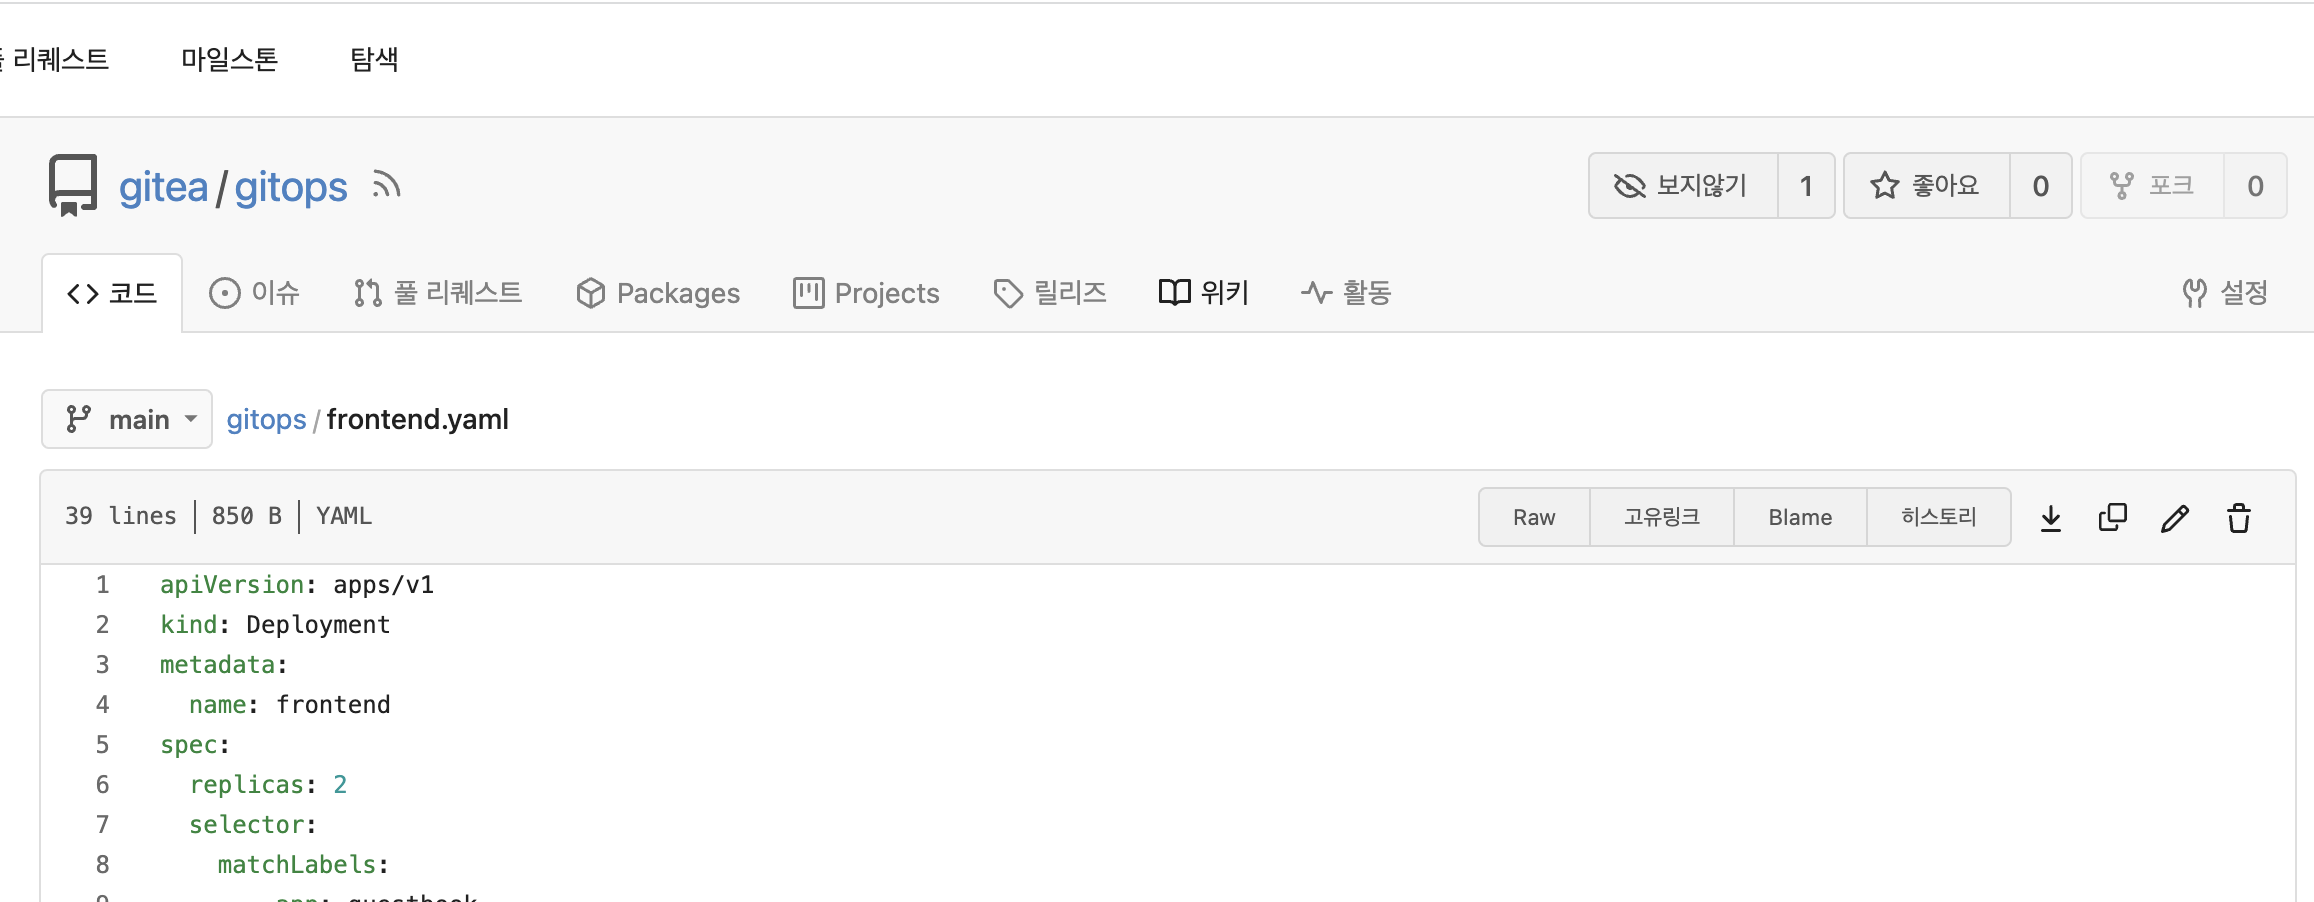 리퀘스트 마일스톤 탐색
gitea / gitops 보지않기 1 좋아요 0 포크 0
코드 이슈 풀 리퀘스트 Packages Projects 릴리즈 위키 활동 설정
main gitops / frontend.yaml
39 lines 850 B YAML Raw 고유링크 Blame 히스토리
1 apiVersion: apps/v1
2 kind: Deployment
3 metadata:
4 name: frontend
5 spec:
6 replicas: 2
7 selector:
8 matchLabels:
9 app: guestbook